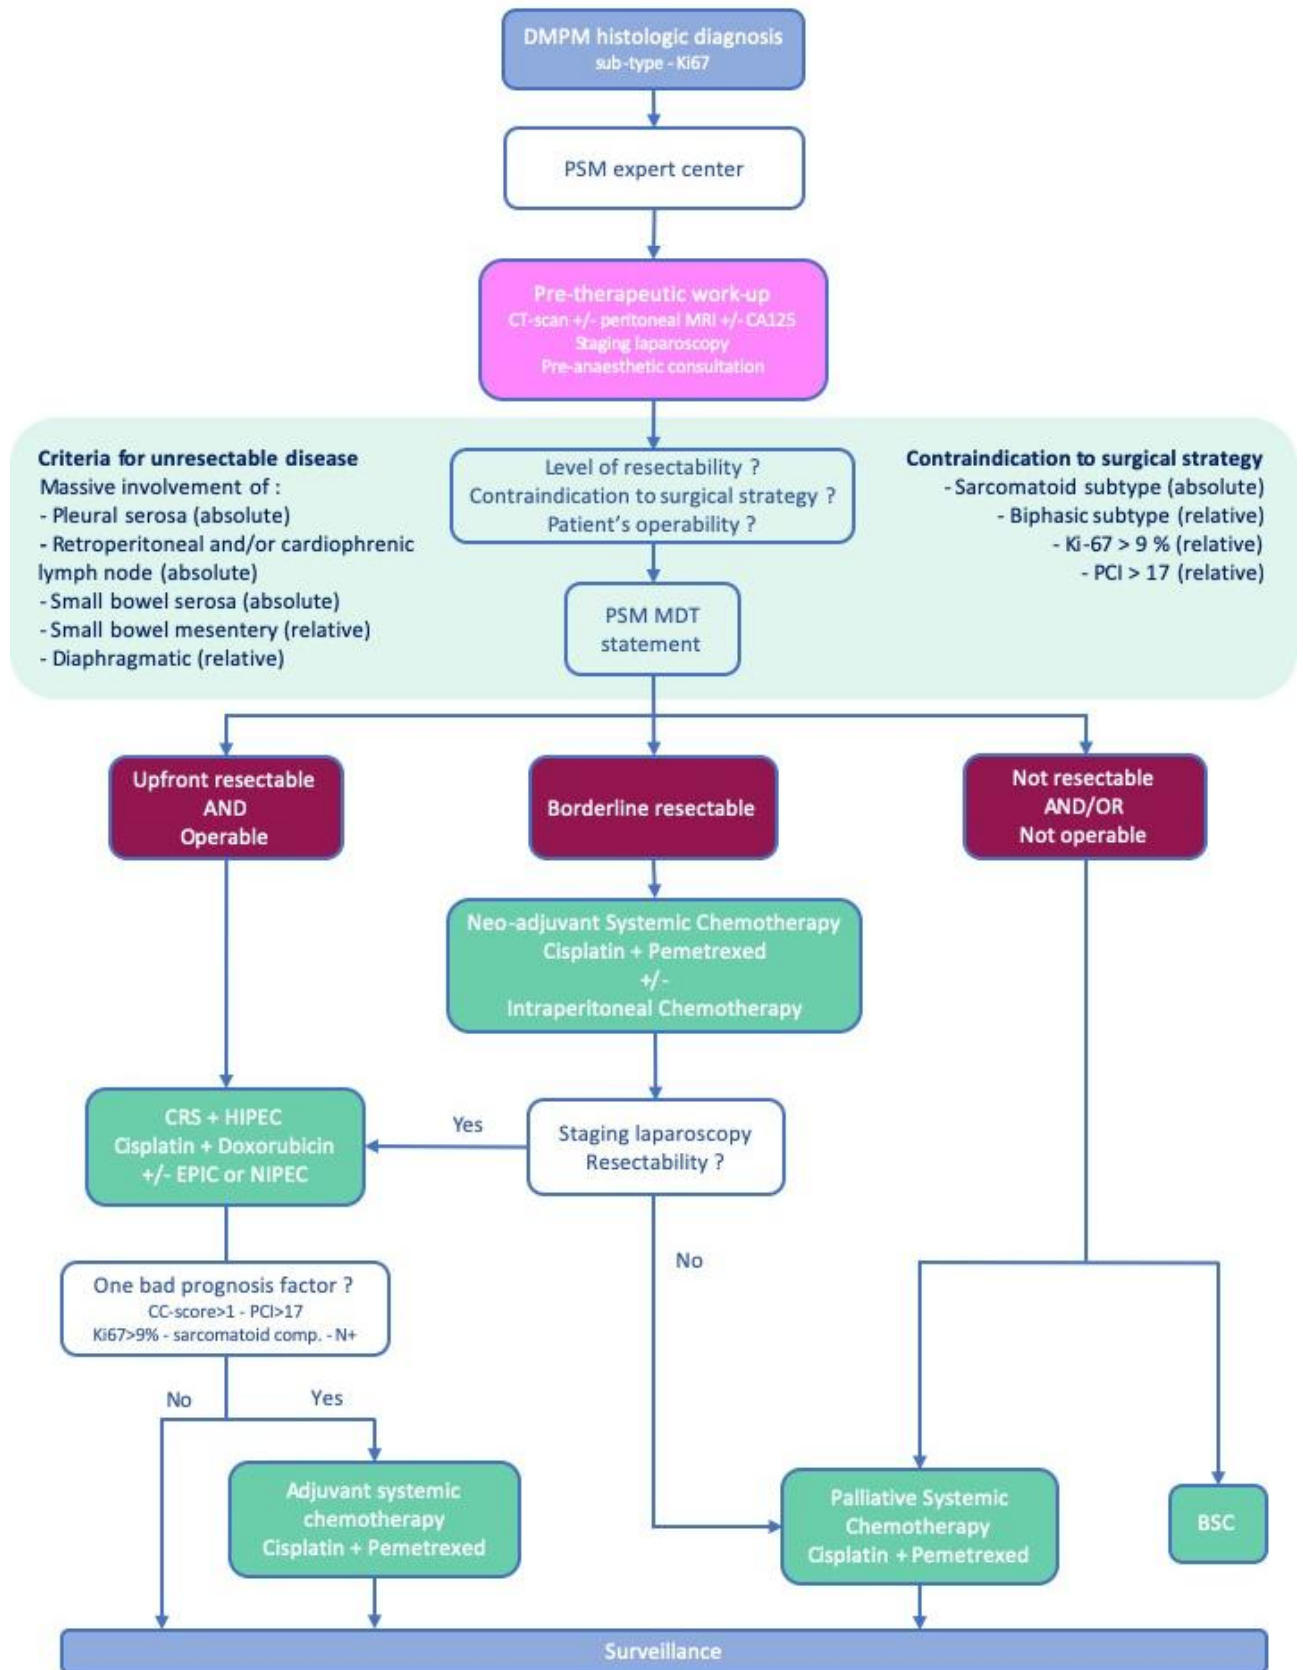 DMPM histologic diagnosis
sub-type - Ki67
PSM expert center
Pre-therapeutic work-up
CT-scan +/- peritoneal MRI +/- CA125
Staging laparoscopy
Pre-anaesthetic consultation
Criteria for unresectable disease
Massive involvement of :
- Pleural serosa (absolute)
- Retroperitoneal and/or cardiophrenic
lymph node (absolute)
- Small bowel serosa (absolute)
- Small bowel mesentery (relative)
- Diaphragmatic (relative)
Level of resectability ?
Contraindication to surgical strategy ?
Patient's operability ?
PSM MDT
statement
Contraindication to surgical strategy
- Sarcomatoid subtype (absolute)
- Biphasic subtype (relative)
- Ki-67 > 9 % (relative)
- PCI > 17 (relative)
Upfront resectable
AND
Operable
Borderline resectable
Not resectable
AND/OR
Not operable
Neo-adjuvant Systemic Chemotherapy
Cisplatin + Pemetrexed
+/-
Intraperitoneal Chemotherapy
CRS + HIPEC
Cisplatin + Doxorubicin
+/- EPIC or NIPEC
Yes
Staging laparoscopy
Resectability ?
No
One bad prognosis factor ?
CC-score>1 - PCI>17
Ki67>9% - sarcomatoid comp. - N+
No
Yes
Adjuvant systemic
chemotherapy
Cisplatin + Pemetrexed
Palliative Systemic
Chemotherapy
Cisplatin + Pemetrexed
BSC
Surveillance